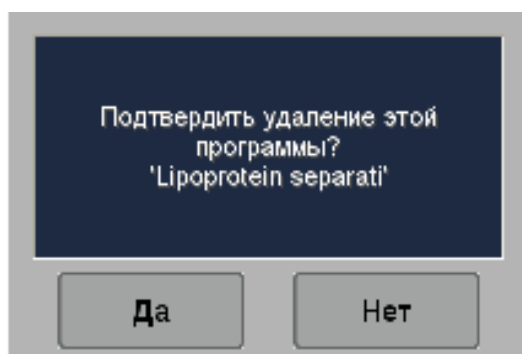 Подтвердить удаление этой
программы?
'Lipoprotein separati'
Да
Нет